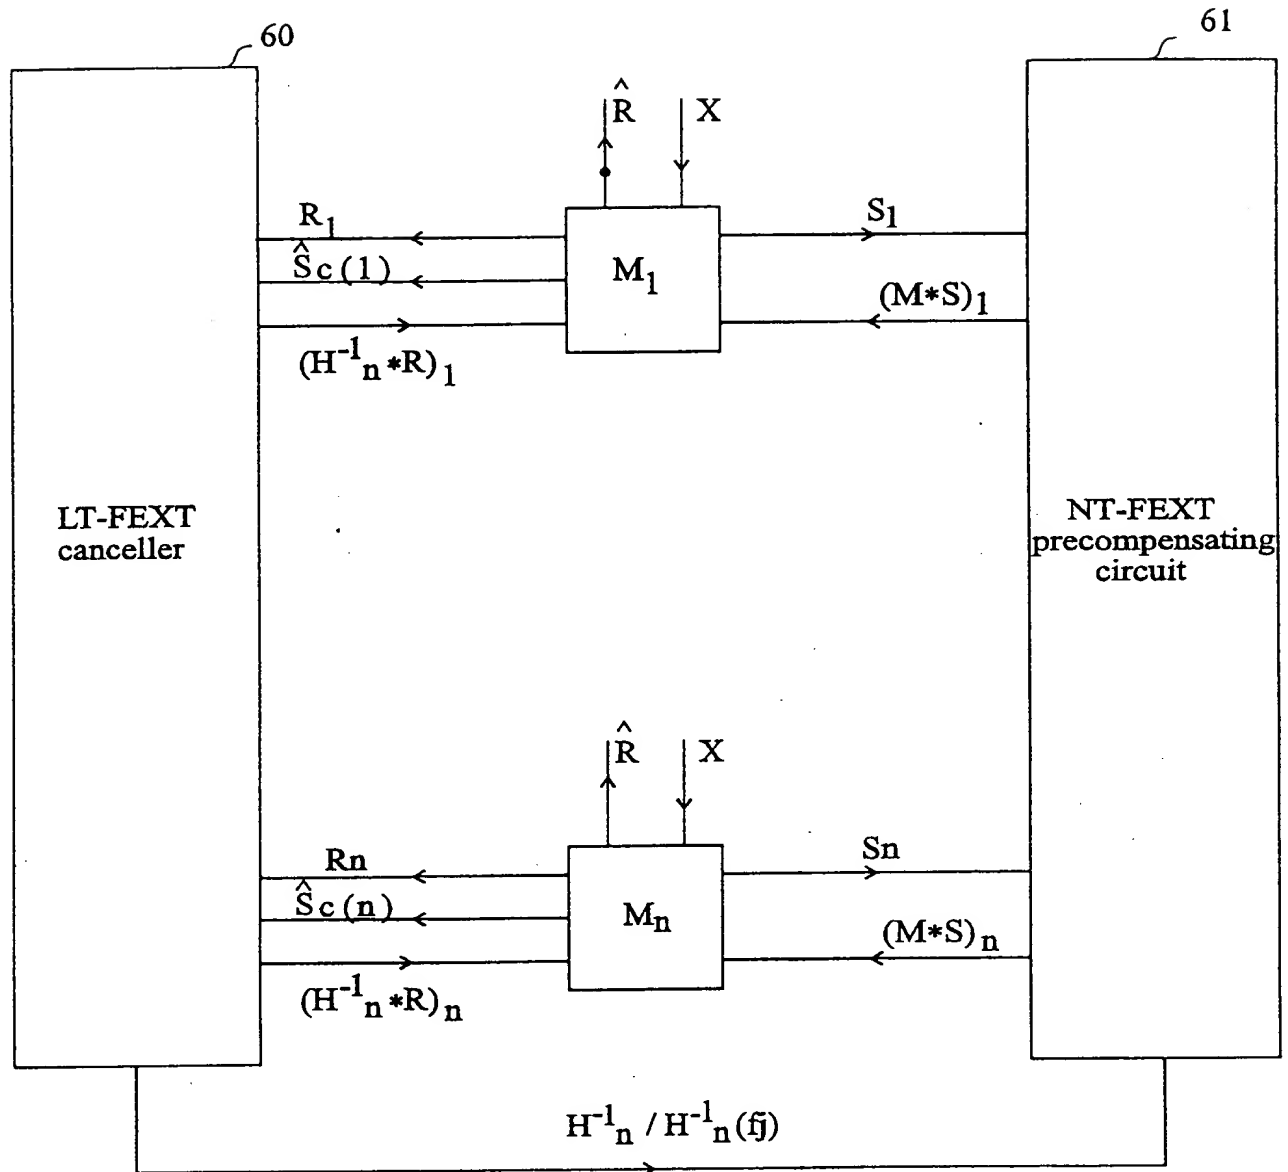 60
61
R̂ X
R₁
Ŝc(1)
(H⁻¹ₙ*R)₁
M₁
S₁
(M*S)₁
LT-FEXT
canceller
NT-FEXT
precompensating
circuit
R̂ X
Rn
Ŝc(n)
(H⁻¹ₙ*R)ₙ
Mₙ
Sn
(M*S)ₙ
H⁻¹ₙ / H⁻¹ₙ(fj)